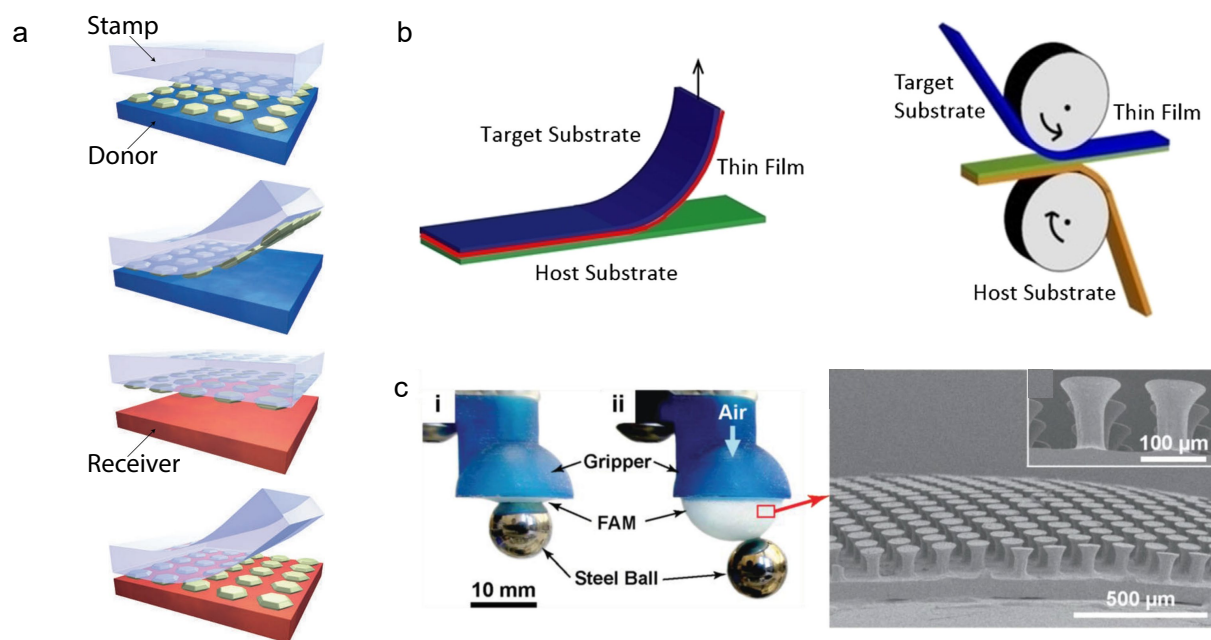 a
Stamp
Donor
Receiver
b
Target Substrate
Thin Film
Host Substrate
Target
Substrate
Thin Film
Host Substrate
c
i
ii
Air
Gripper
FAM
Steel Ball
10 mm
100 µm
500 µm